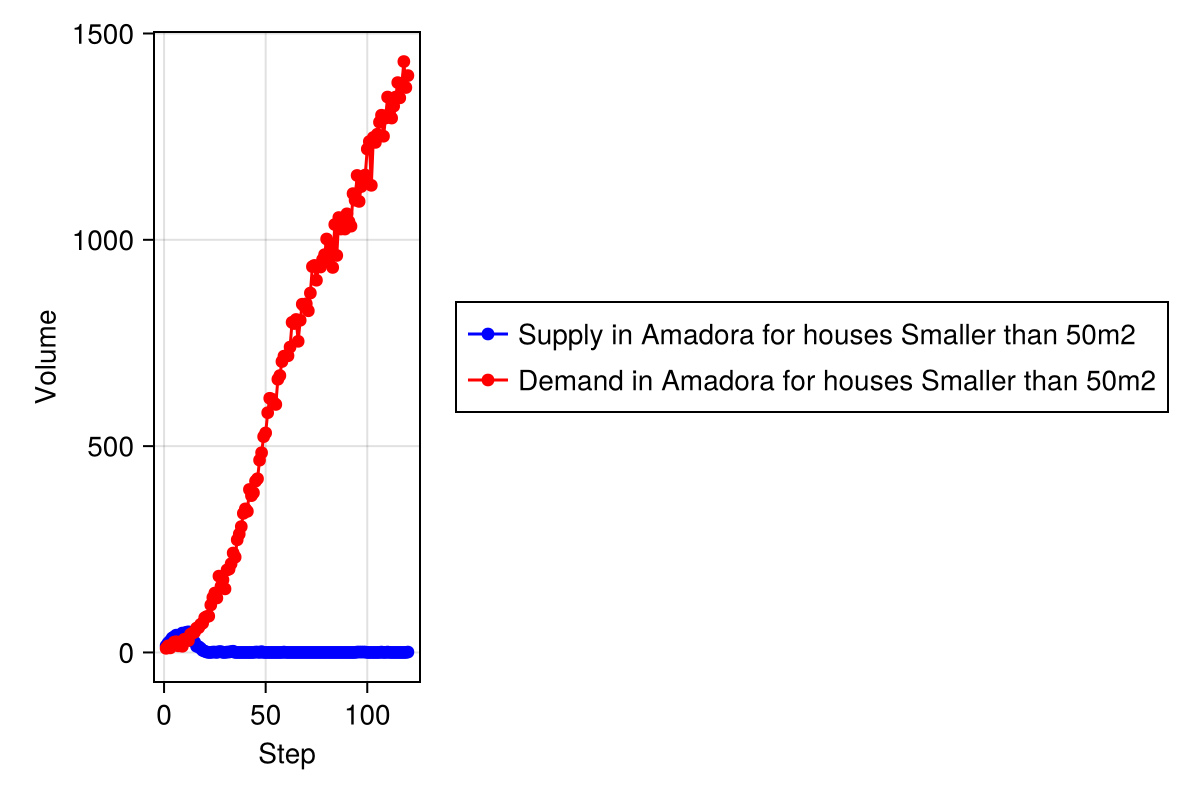 1500
1000
500
0
Volume
0 50 100
Step
Supply in Amadora for houses Smaller than 50m2
Demand in Amadora for houses Smaller than 50m2